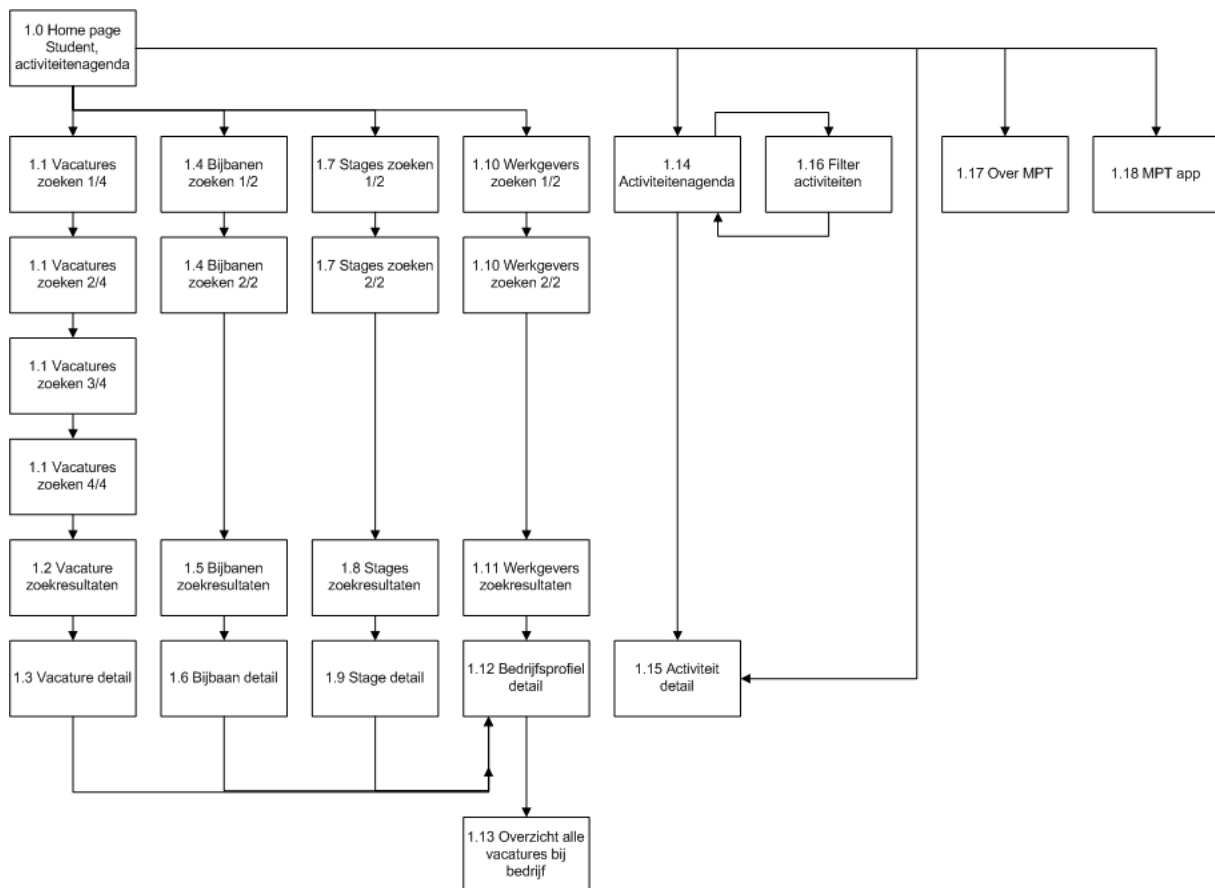 1.0 Home page
Student,
activiteitenagenda
1.1 Vacatures
zoeken 1/4
1.4 Bijbanen
zoeken 1/2
1.7 Stages zoeken
1/2
1.10 Werkgevers
zoeken 1/2
1.14
Activiteitenagenda
1.16 Filter
activiteiten
1.17 Over MPT
1.18 MPT app
1.1 Vacatures
zoeken 2/4
1.4 Bijbanen
zoeken 2/2
1.7 Stages zoeken
2/2
1.10 Werkgevers
zoeken 2/2
1.1 Vacatures
zoeken 3/4
1.1 Vacatures
zoeken 4/4
1.2 Vacature
zoekresultaten
1.5 Bijbanen
zoekresultaten
1.8 Stages
zoekresultaten
1.11 Werkgevers
zoekresultaten
1.3 Vacature detail
1.6 Bijbaan detail
1.9 Stage detail
1.12 Bedrijfsprofiel
detail
1.15 Activiteit
detail
1.13 Overzicht alle
vacatures bij
bedrijf